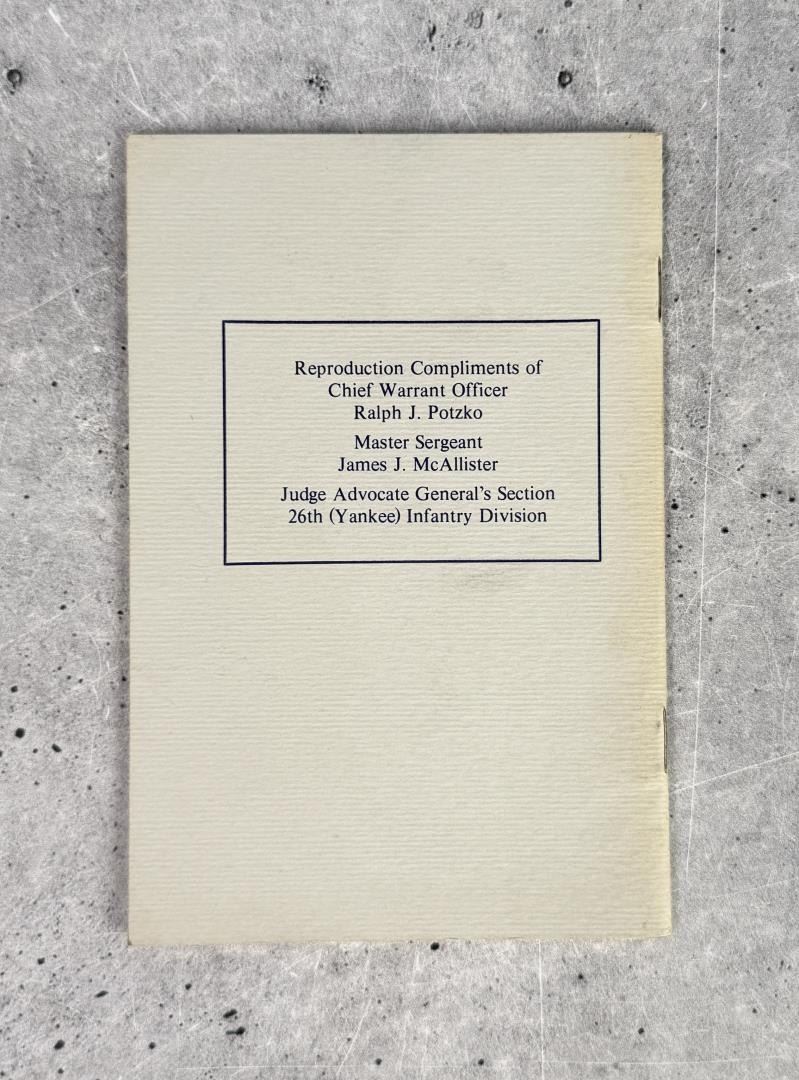 Reproduction Compliments of
Chief Warrant Officer
Ralph J. Potzko
Master Sergeant
James J. McAllister
Judge Advocate General's Section
26th (Yankee) Infantry Division